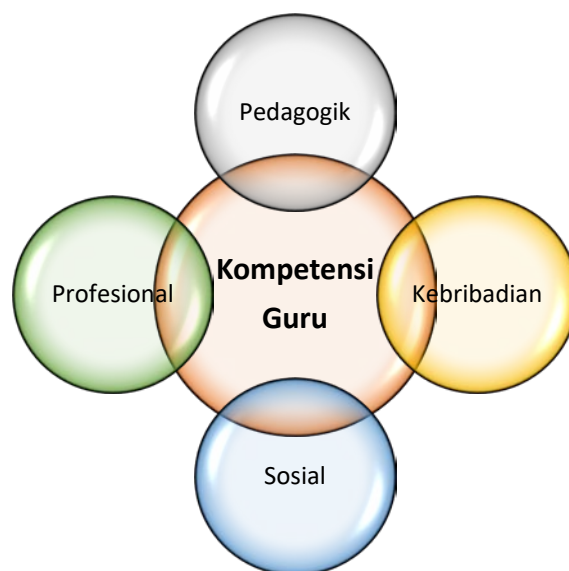 Pedagogik
Kompetensi
Guru
Profesional
Kebribadian
Sosial